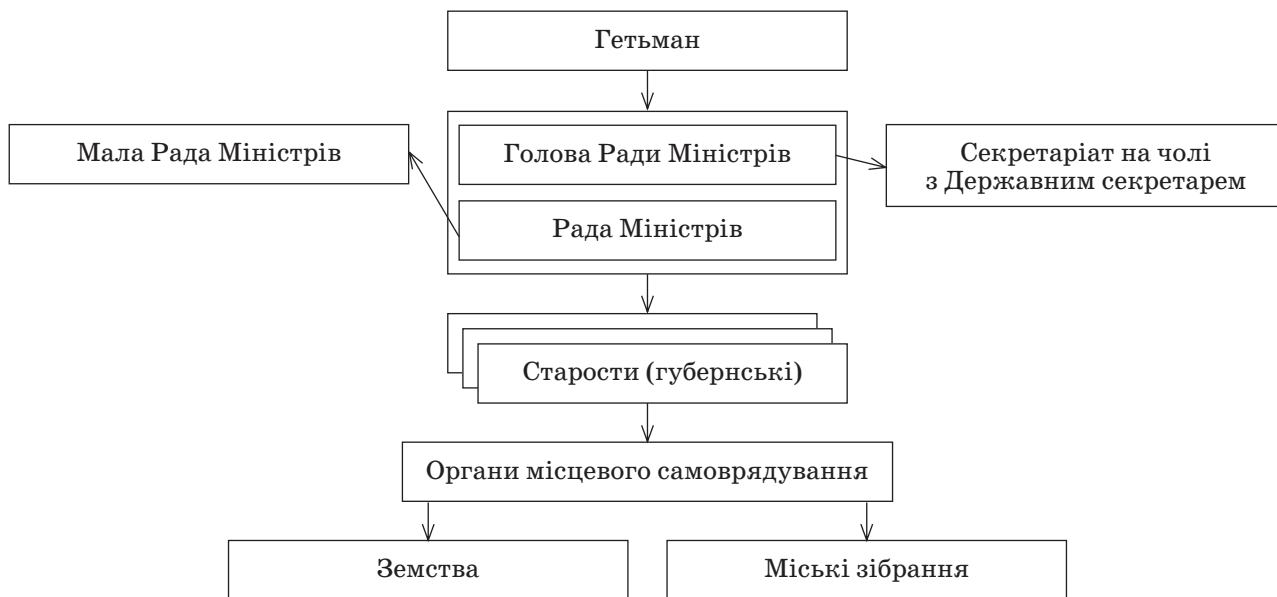 Гетьман
Мала Рада Міністрів
Голова Ради Міністрів
Секретаріат на чолі
з Державним секретарем
Рада Міністрів
Старости (губернські)
Органи місцевого самоврядування
Земства
Міські зібрання